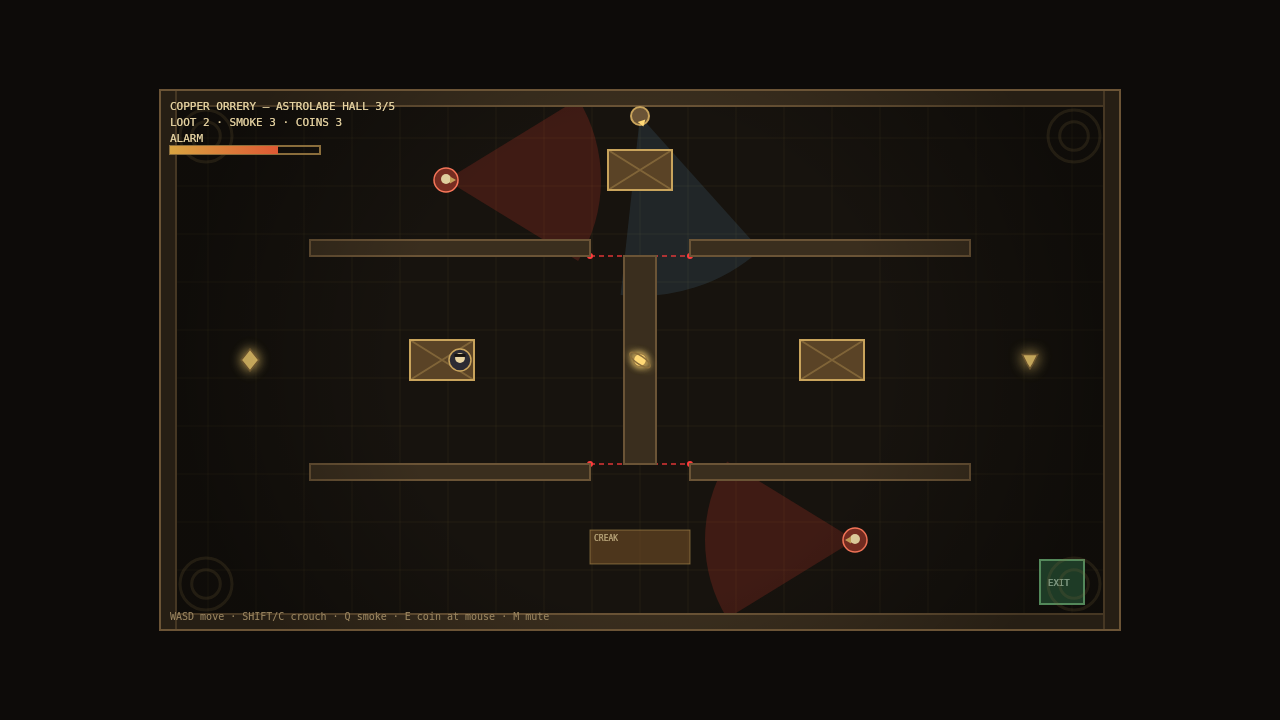 COPPER ORRERY — ASTROLABE HALL 3/5
LOOT 2 · SMOKE 3 · COINS 3
ALARM
CREAK
EXIT
WASD move · SHIFT/C crouch · Q smoke · E coin at mouse · M mute